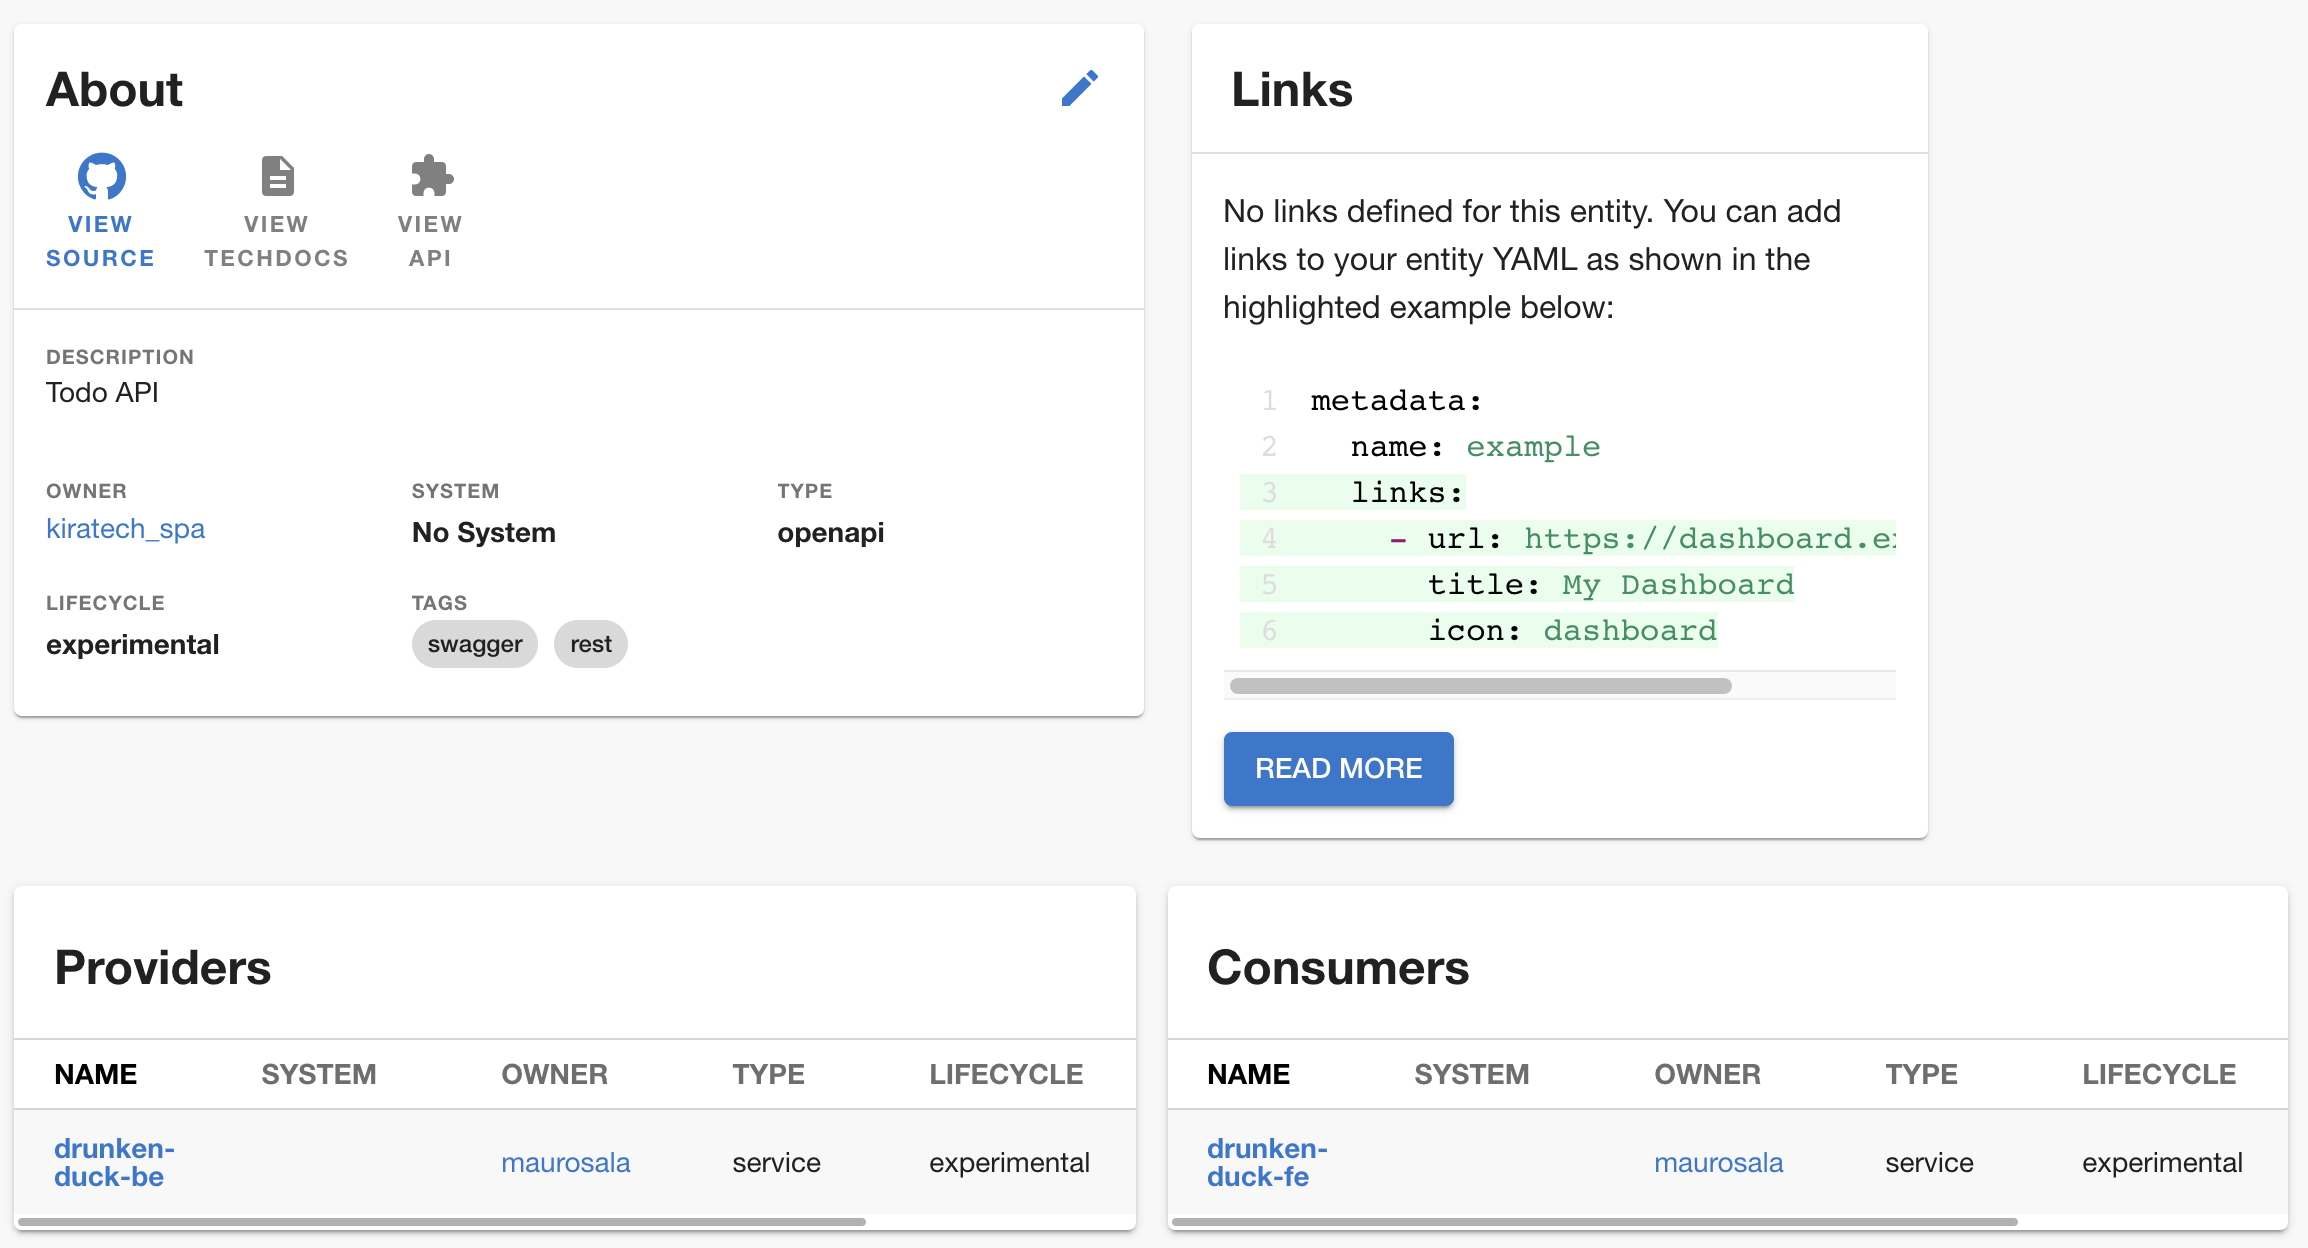 About
VIEW SOURCE
VIEW TECHDOCS
VIEW API
DESCRIPTION
Todo API
OWNER
kiratech_spa
SYSTEM
No System
TYPE
openapi
LIFECYCLE
experimental
TAGS
swagger rest
Links
No links defined for this entity. You can add
links to your entity YAML as shown in the
highlighted example below:
1 metadata:
2 name: example
3 links:
4 - url: https://dashboard.ex
5 title: My Dashboard
6 icon: dashboard
READ MORE
Providers
NAME SYSTEM OWNER TYPE LIFECYCLE
drunken-
duck-be maurosala service experimental
Consumers
NAME SYSTEM OWNER TYPE LIFECYCLE
drunken-
duck-fe maurosala service experimental